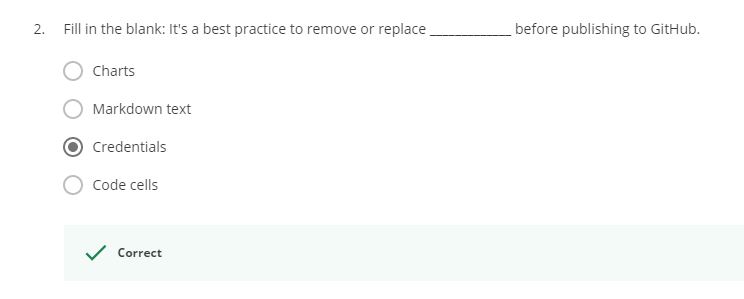 2. Fill in the blank: It's a best practice to remove or replace _____________ before publishing to GitHub.
Charts
Markdown text
Credentials
Code cells
Correct